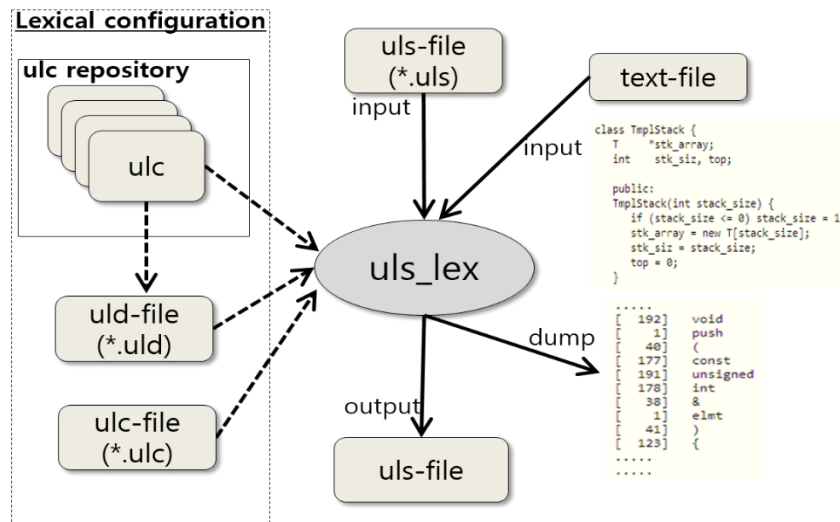 Lexical configuration
ulc repository
ulc
uld-file
(*.uld)
ulc-file
(*.ulc)
uls-file
(*.uls)
input
text-file
input
class TmplStack {
T *stk_array;
int stk_siz, top;
public:
TmplStack(int stack_size) {
if (stack_size <= 0) stack_size = 1
stk_array = new T[stack_size];
stk_siz = stack_size;
top = 0;
}
uls_lex
dump
.....
[ 192] void
[ 1] push
[ 40] (
[ 177] const
[ 191] unsigned
[ 178] int
[ 38] &
[ 1] elmt
[ 41] )
[ 123] {
.....
.....
output
uls-file